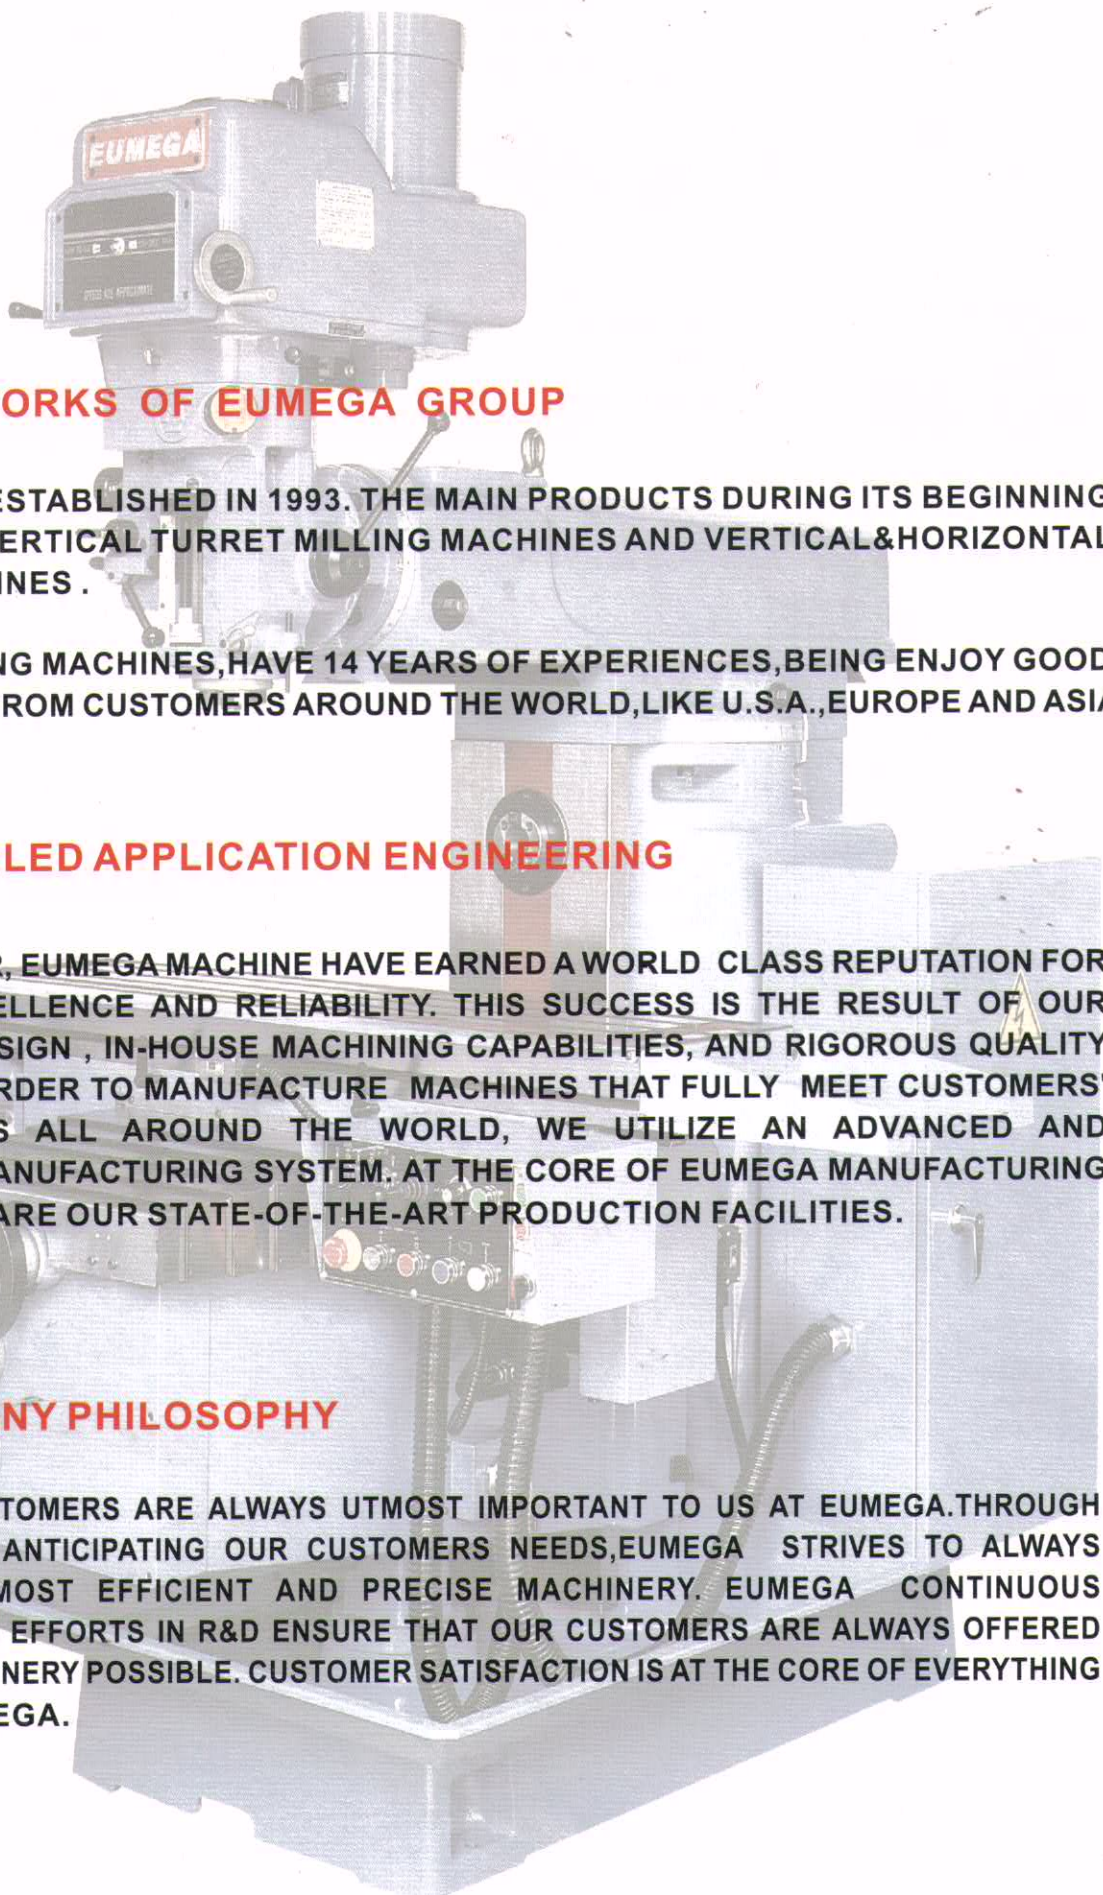 EUMEGA
SPEEDS ARE APPROXIMATE
ORKS OF EUMEGA GROUP
ESTABLISHED IN 1993. THE MAIN PRODUCTS DURING ITS BEGINNING
ERTICAL TURRET MILLING MACHINES AND VERTICAL&HORIZONTAL
INES .
NG MACHINES,HAVE 14 YEARS OF EXPERIENCES,BEING ENJOY GOOD
ROM CUSTOMERS AROUND THE WORLD,LIKE U.S.A.,EUROPE AND ASIA
LED APPLICATION ENGINEERING
R, EUMEGA MACHINE HAVE EARNED A WORLD CLASS REPUTATION FOR
ELLENCE AND RELIABILITY. THIS SUCCESS IS THE RESULT OF OUR
SIGN , IN-HOUSE MACHINING CAPABILITIES, AND RIGOROUS QUALITY
RDER TO MANUFACTURE MACHINES THAT FULLY MEET CUSTOMERS'
S ALL AROUND THE WORLD, WE UTILIZE AN ADVANCED AND
ANUFACTURING SYSTEM. AT THE CORE OF EUMEGA MANUFACTURING
ARE OUR STATE-OF-THE-ART PRODUCTION FACILITIES.
NY PHILOSOPHY
TOMERS ARE ALWAYS UTMOST IMPORTANT TO US AT EUMEGA.THROUGH
ANTICIPATING OUR CUSTOMERS NEEDS,EUMEGA STRIVES TO ALWAYS
MOST EFFICIENT AND PRECISE MACHINERY. EUMEGA CONTINUOUS
EFFORTS IN R&D ENSURE THAT OUR CUSTOMERS ARE ALWAYS OFFERED
NERY POSSIBLE. CUSTOMER SATISFACTION IS AT THE CORE OF EVERYTHING
EGA.